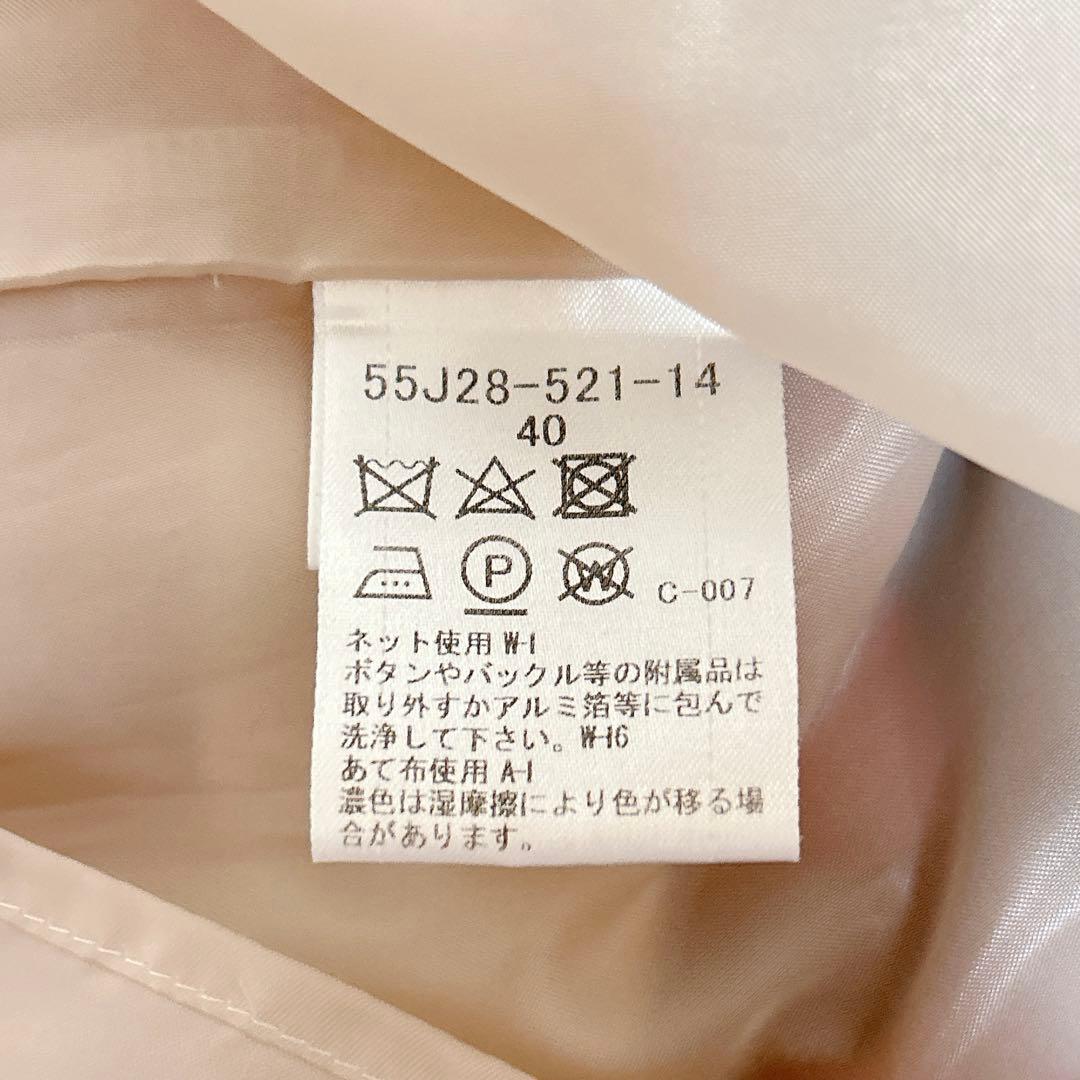 55J28-521-14
40
P W C-007
ネット使用 W-1
ボタンやバックル等の附属品は
取り外すかアルミ箔等に包んで
洗浄して下さい。W-16
あて布使用 A-1
濃色は湿摩擦により色が移る場
合があります。